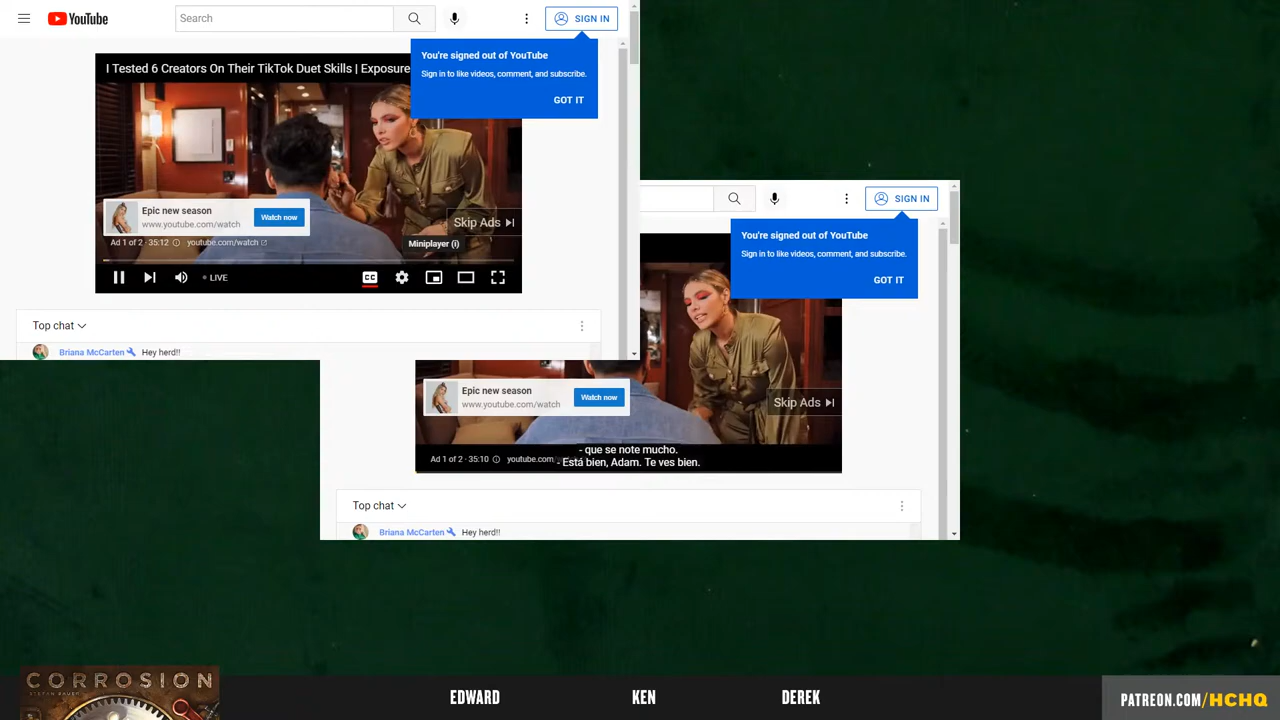 YouTube
Search
SIGN IN
You're signed out of YouTube
Sign in to like videos, comment, and subscribe.
GOT IT
I Tested 6 Creators On Their TikTok Duet Skills | Exposure
Epic new season
www.youtube.com/watch
Watch now
Skip Ads
Ad 1 of 2 · 35:12
youtube.com/watch
Miniplayer (i)
LIVE
CC
Top chat
Briana McCarten Hey herd!!
SIGN IN
You're signed out of YouTube
Sign in to like videos, comment, and subscribe.
GOT IT
Epic new season
www.youtube.com/watch
Watch now
Skip Ads
- que se note mucho.
Ad 1 of 2 · 35:10
youtube.com
- Está bien, Adam. Te ves bien.
Top chat
Briana McCarten Hey herd!!
CORROSION
STEFAN BAUER
EDWARD
KEN
DEREK
PATREON.COM/HCHQ